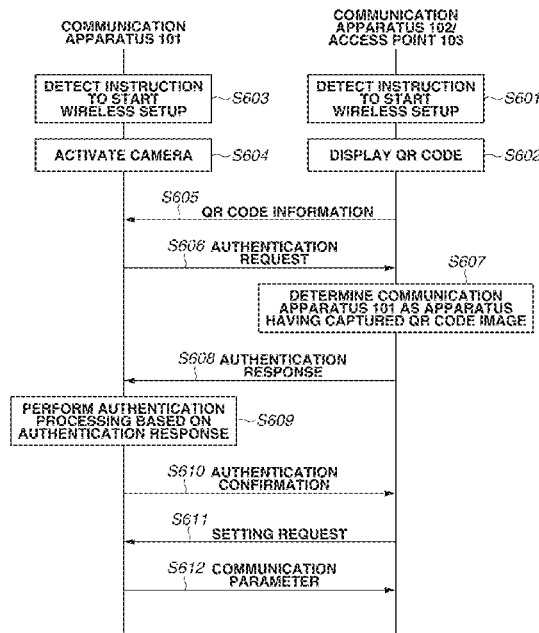 COMMUNICATION
APPARATUS 101
COMMUNICATION
APPARATUS 102/
ACCESS POINT 103
DETECT INSTRUCTION
TO START
WIRELESS SETUP
S603
DETECT INSTRUCTION
TO START
WIRELESS SETUP
S601
ACTIVATE CAMERA
S604
DISPLAY QR CODE
S602
S605
QR CODE INFORMATION
S606 AUTHENTICATION
REQUEST
S607
DETERMINE COMMUNICATION
APPARATUS 101 AS APPARATUS
HAVING CAPTURED QR CODE IMAGE
S608 AUTHENTICATION
RESPONSE
PERFORM AUTHENTICATION
PROCESSING BASED ON
AUTHENTICATION RESPONSE
S609
S610 AUTHENTICATION
CONFIRMATION
S611
SETTING REQUEST
S612 COMMUNICATION
PARAMETER